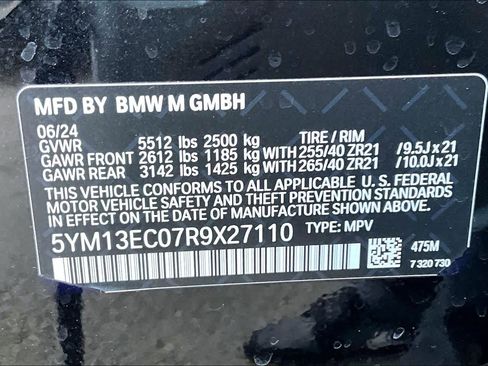 MFD BY BMW M GMBH
06/24
GVWR 5512 lbs 2500 kg TIRE / RIM
GAWR FRONT 2612 lbs 1185 kg WITH 255/40 ZR21 /9.5J x 21
GAWR REAR 3142 lbs 1425 kg WITH 265/40 ZR21 /10.0J x 21
THIS VEHICLE CONFORMS TO ALL APPLICABLE U. S. FEDERAL
MOTOR VEHICLE SAFETY STANDARDS IN EFFECT ON THE
DATE OF MANUFACTURE SHOWN ABOVE.
5YM13EC07R9X27110 TYPE: MPV
475M
7 320 730